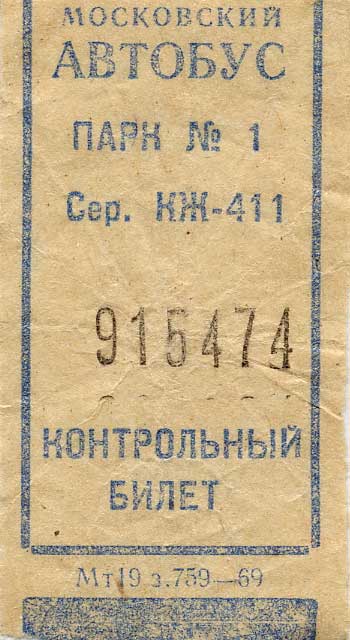 МОСКОВСКИЙ
АВТОБУС
ПАРК № 1
Сер. КЖ-411
915474
КОНТРОЛЬНЫЙ
БИЛЕТ
Мт19 з.759—69